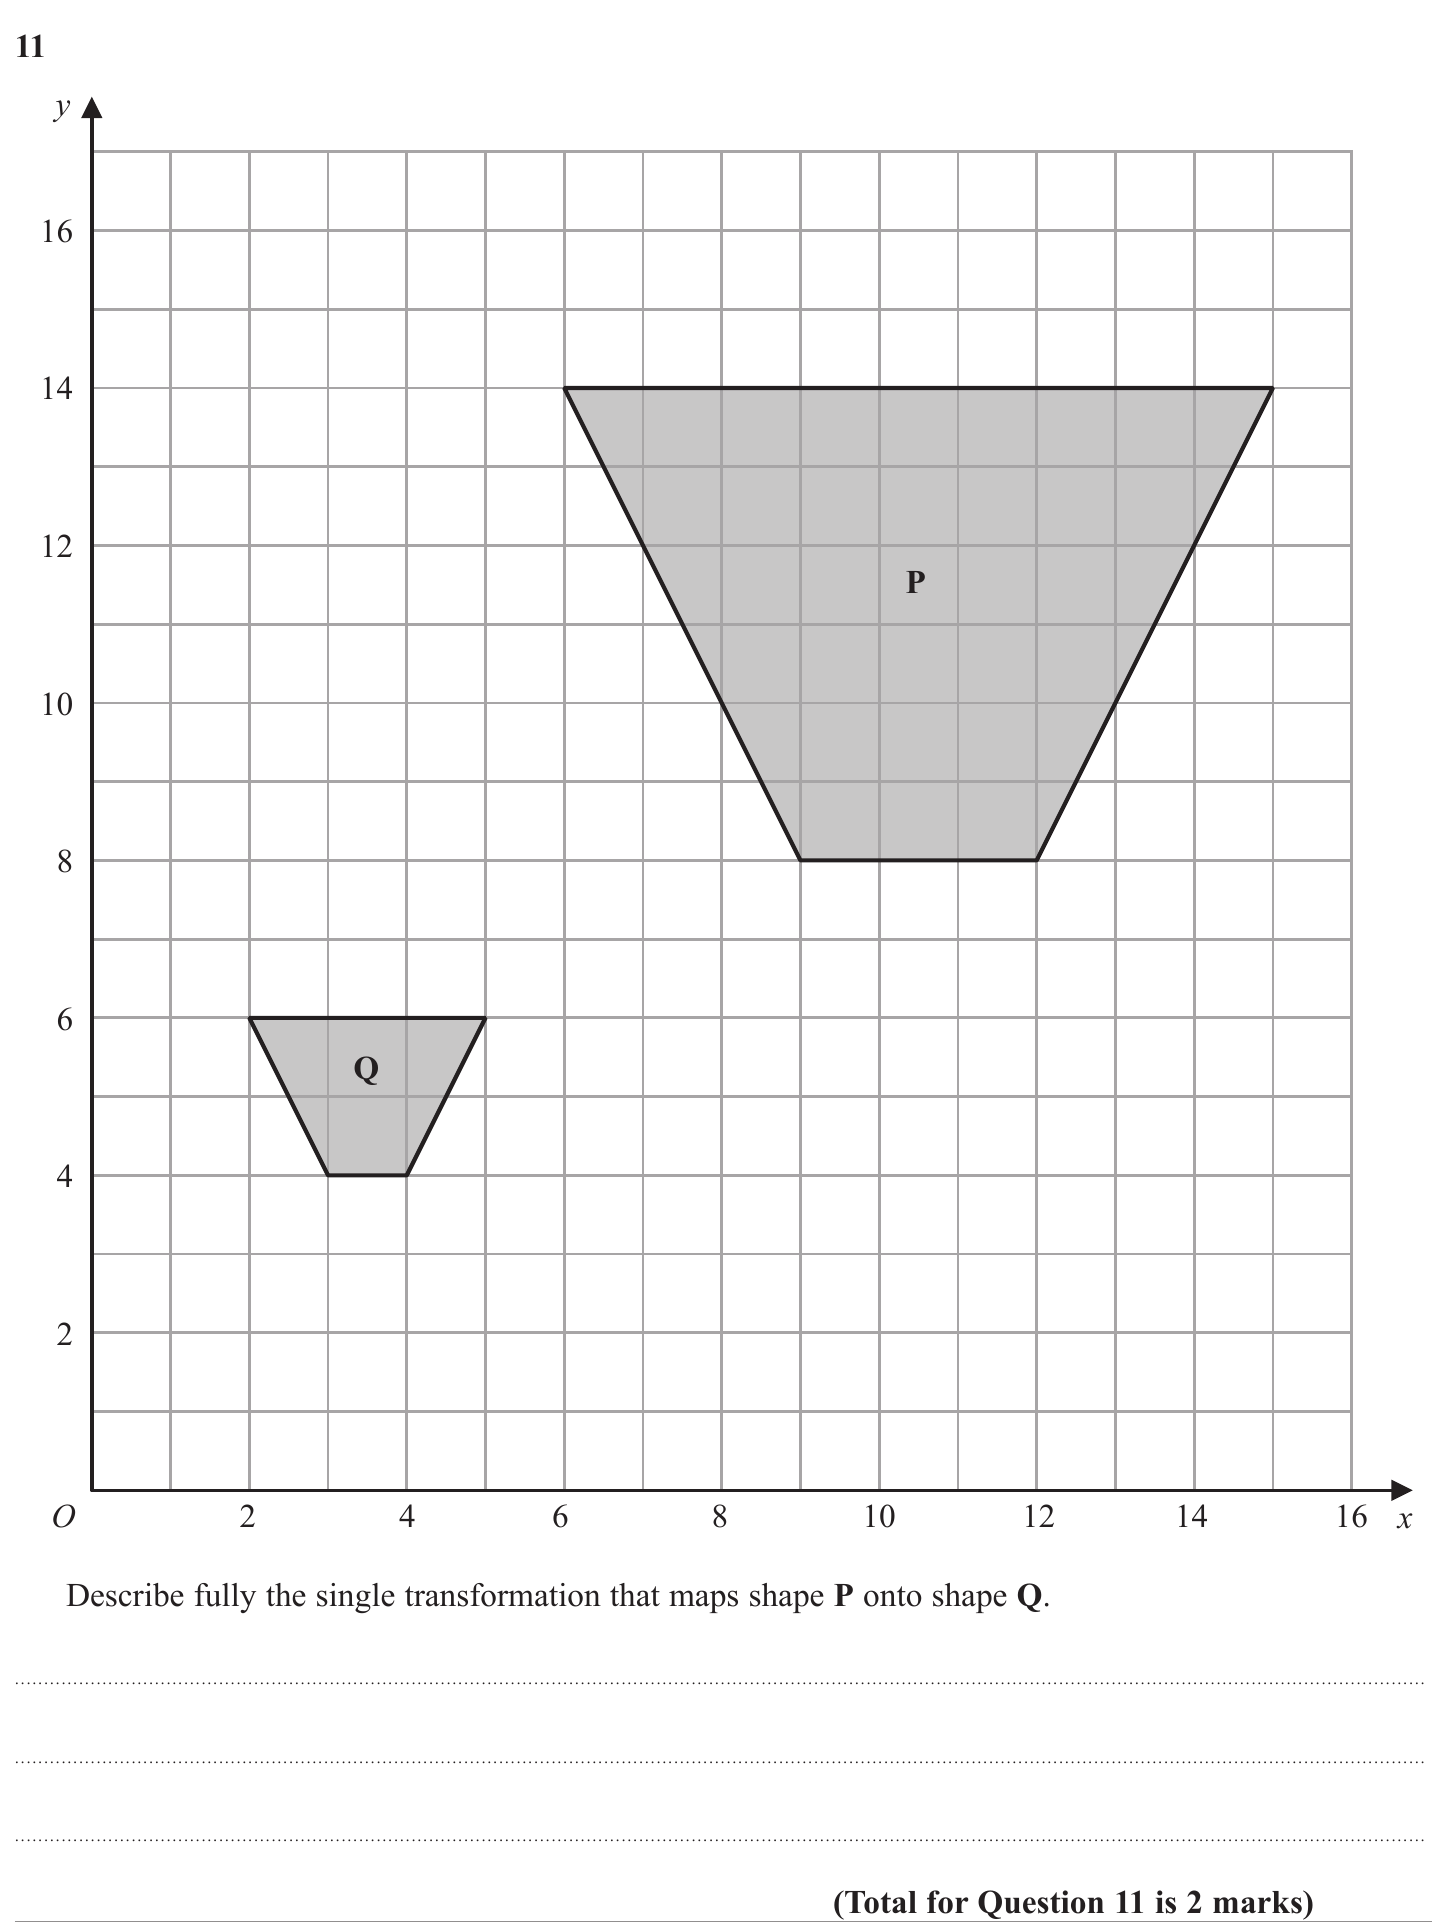 11
y
16
14
12
10
8
6
4
2
P
Q
O 2 4 6 8 10 12 14 16 x
Describe fully the single transformation that maps shape P onto shape Q.
(Total for Question 11 is 2 marks)